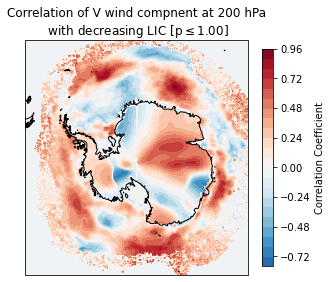 Correlation of V wind compnent at 200 hPa
with decreasing LIC [p ≤ 1.00]
0.96
0.72
0.48
0.24
0.00
−0.24
−0.48
−0.72
Correlation Coefficient